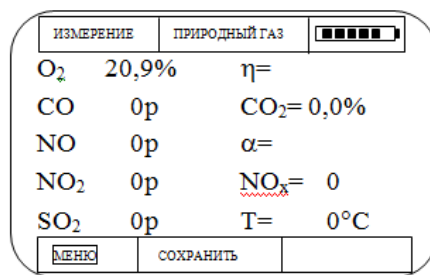 ИЗМЕРЕНИЕ ПРИРОДНЫЙ ГАЗ
O₂ 20,9% η=
CO 0p CO₂= 0,0%
NO 0p α=
NO₂ 0p NOₓ= 0
SO₂ 0p T= 0°C
МЕНЮ СОХРАНИТЬ